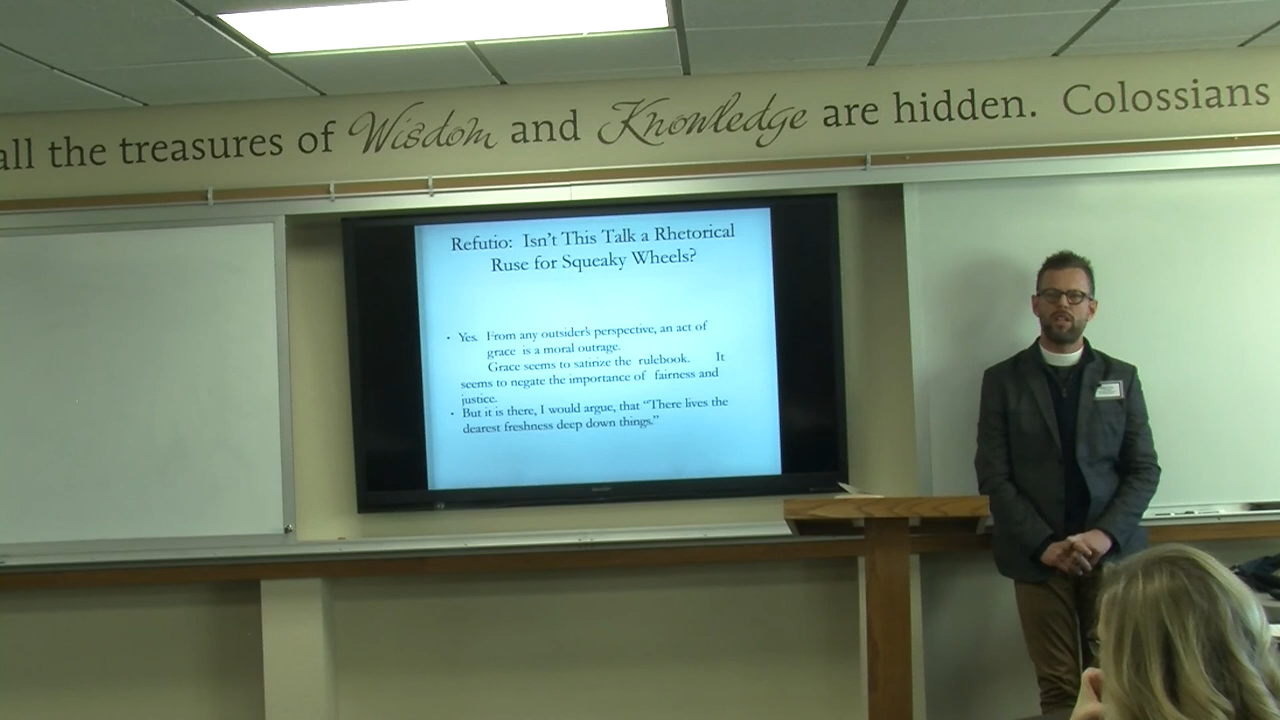 all the treasures of Wisdom and Knowledge are hidden. Colossians
Refutio: Isn't This Talk a Rhetorical
Ruse for Squeaky Wheels?
• Yes. From any outsider's perspective, an act of
grace is a moral outrage.
Grace seems to satirize the rulebook. It
seems to negate the importance of fairness and
justice.
• But it is there, I would argue, that "There lives the
dearest freshness deep down things."